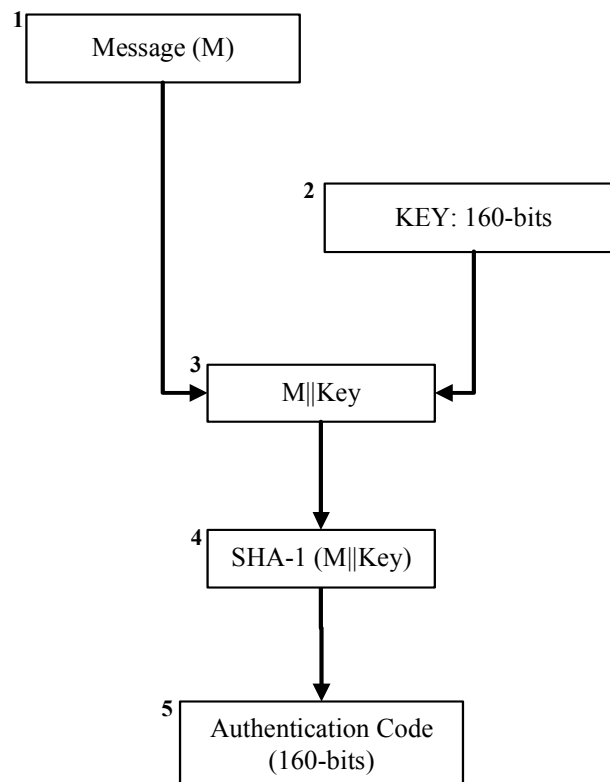 1
Message (M)
2
KEY: 160-bits
3
M||Key
4
SHA-1 (M||Key)
5
Authentication Code
(160-bits)